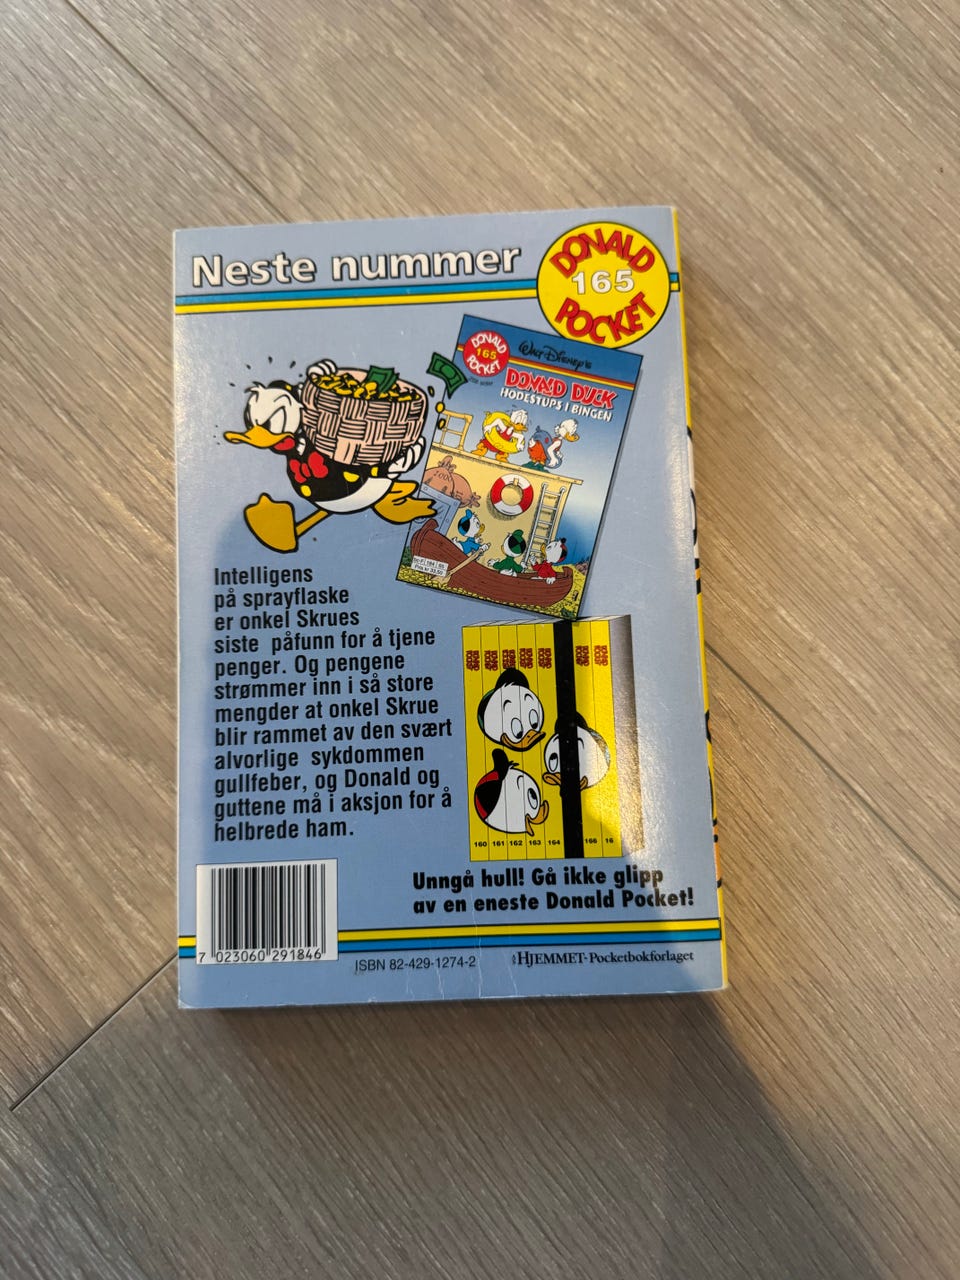 Neste nummer
DONALD
165
POCKET
DONALD
165
POCKET
WALT DISNEY's
DONALD DUCK
HODESTUPS I BINGEN
Intelligens
på sprayflaske
er onkel Skrues
siste påfunn for å tjene
penger. Og pengene
strømmer inn i så store
mengder at onkel Skrue
blir rammet av den svært
alvorlige sykdommen
gullfeber, og Donald og
guttene må i aksjon for å
helbrede ham.
160 161 162 163 164 166 16
Unngå hull! Gå ikke glipp
av en eneste Donald Pocket!
7 023060 291846
ISBN 82-429-1274-2
HJEMMET-Pocketbokforlaget